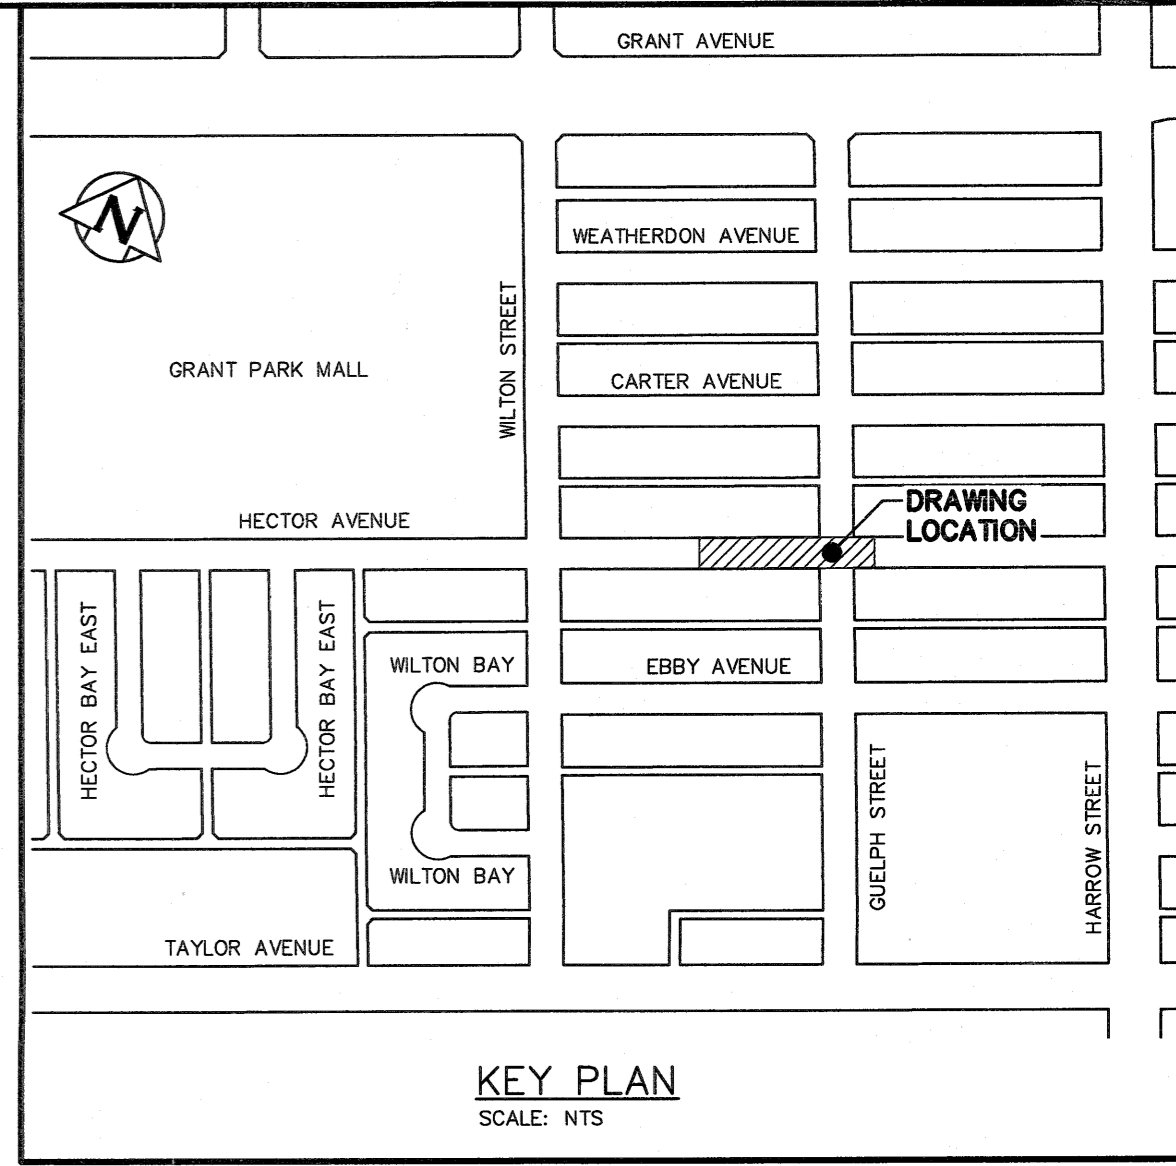 GRANT AVENUE
N
WEATHERDON AVENUE
WILTON STREET
GRANT PARK MALL
CARTER AVENUE
DRAWING
LOCATION
HECTOR AVENUE
HECTOR BAY EAST
HECTOR BAY EAST
WILTON BAY
EBBY AVENUE
GUELPH STREET
HARROW STREET
WILTON BAY
TAYLOR AVENUE
KEY PLAN
SCALE: NTS